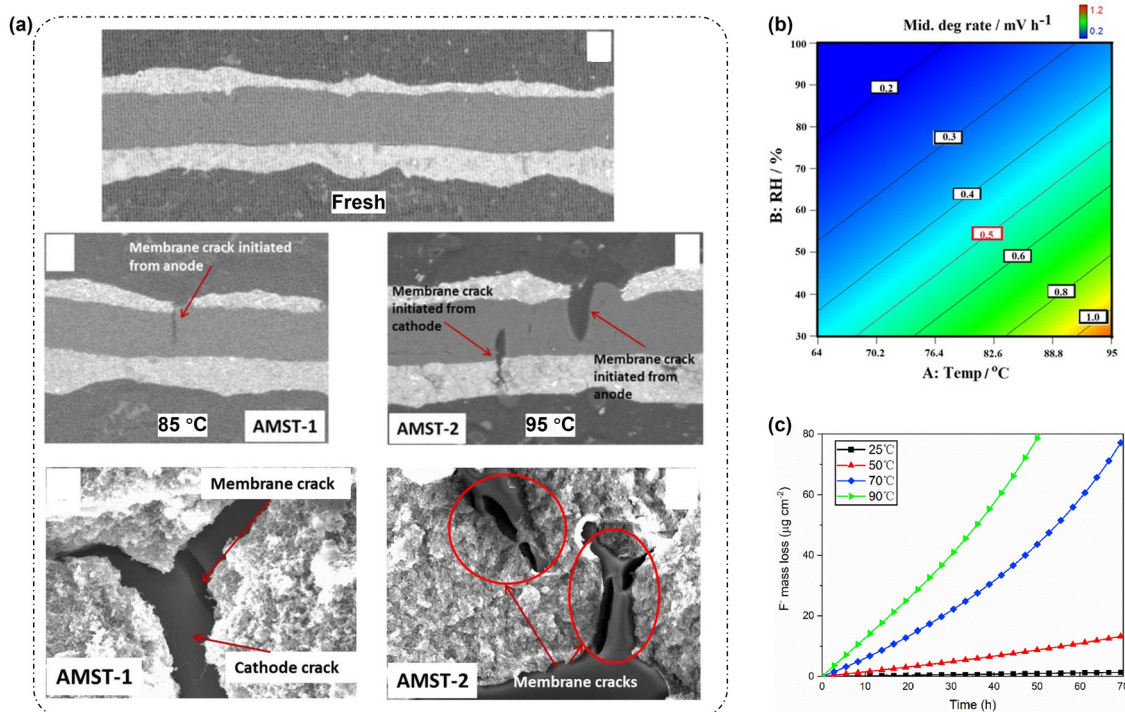 (a)
Fresh
Membrane crack initiated
from anode
85 °C
AMST-1
Membrane crack
initiated from
cathode
Membrane crack
initiated from
anode
AMST-2
95 °C
Membrane crack
Cathode crack
AMST-1
AMST-2
Membrane cracks
(b)
Mid. deg rate / mV h-1
1.2
0.2
B: RH / %
100
90
80
70
60
50
40
30
0.2
0.3
0.4
0.5
0.6
0.8
1.0
64
70.2
76.4
82.6
88.8
95
A: Temp / °C
(c)
F- mass loss (μg cm-2)
80
60
40
20
0
25℃
50℃
70℃
90℃
0
10
20
30
40
50
60
70
Time (h)